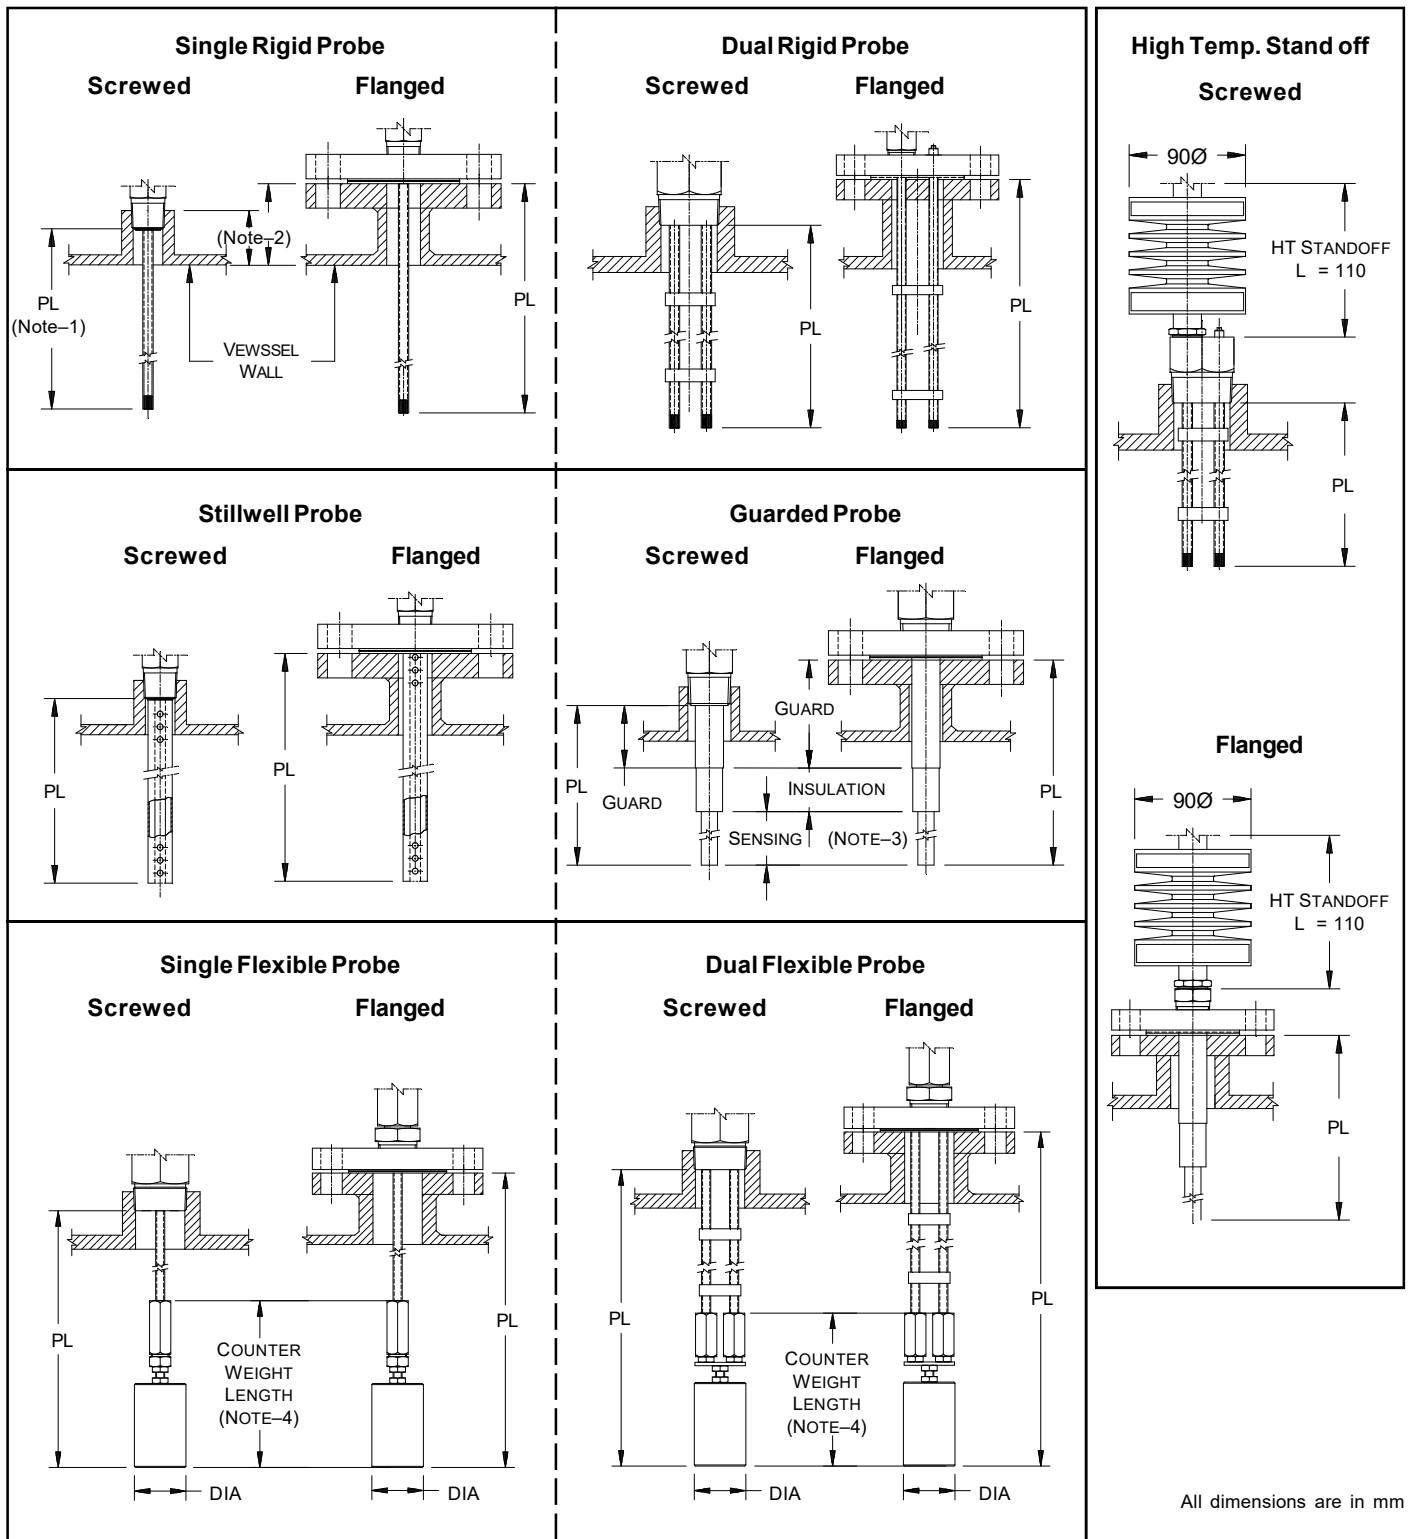 Single Rigid Probe
Screwed
Flanged
(Note–2)
PL
(Note–1)
PL
VEWSSEL
WALL
Dual Rigid Probe
Screwed
Flanged
PL
PL
High Temp. Stand off
Screwed
90Ø
HT STANDOFF
L = 110
PL
Flanged
90Ø
HT STANDOFF
L = 110
PL
Stillwell Probe
Screwed
Flanged
PL
PL
Guarded Probe
Screwed
Flanged
GUARD
PL
GUARD
INSULATION
SENSING
(NOTE–3)
PL
Single Flexible Probe
Screwed
Flanged
PL
COUNTER
WEIGHT
LENGTH
(NOTE–4)
PL
DIA
DIA
Dual Flexible Probe
Screwed
Flanged
PL
COUNTER
WEIGHT
LENGTH
(NOTE–4)
PL
DIA
DIA
All dimensions are in mm